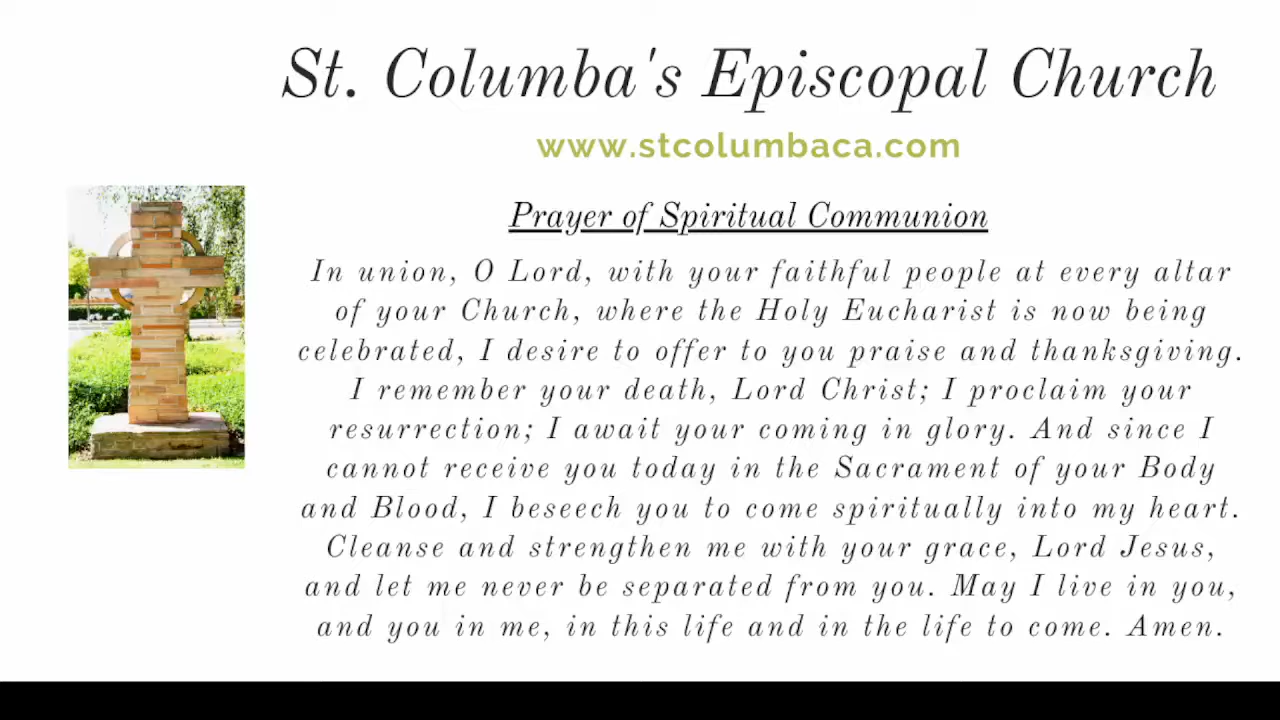 St. Columba's Episcopal Church
www.stcolumbaca.com
Prayer of Spiritual Communion
In union, O Lord, with your faithful people at every altar
of your Church, where the Holy Eucharist is now being
celebrated, I desire to offer to you praise and thanksgiving.
I remember your death, Lord Christ; I proclaim your
resurrection; I await your coming in glory. And since I
cannot receive you today in the Sacrament of your Body
and Blood, I beseech you to come spiritually into my heart.
Cleanse and strengthen me with your grace, Lord Jesus,
and let me never be separated from you. May I live in you,
and you in me, in this life and in the life to come. Amen.